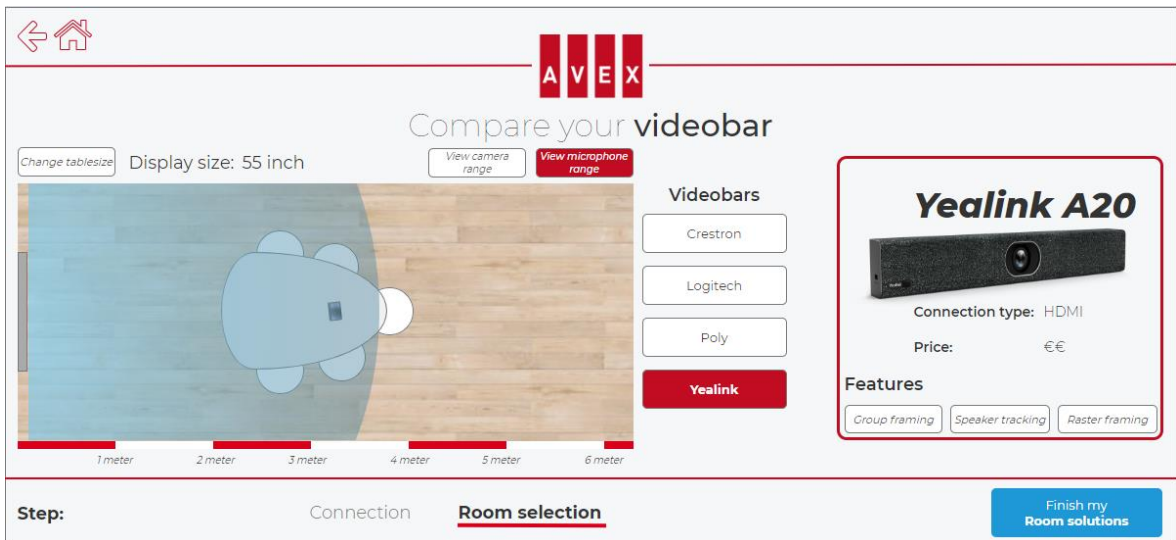 AVEX
Compare your videobar
Change tablesize
Display size: 55 inch
View camera
range
View microphone
range
Videobars
Crestron
Logitech
Poly
Yealink
1 meter
2 meter
3 meter
4 meter
5 meter
6 meter
Yealink A20
Connection type: HDMI
Price: €€
Features
Group framing
Speaker tracking
Raster framing
Step:
Connection
Room selection
Finish my
Room solutions